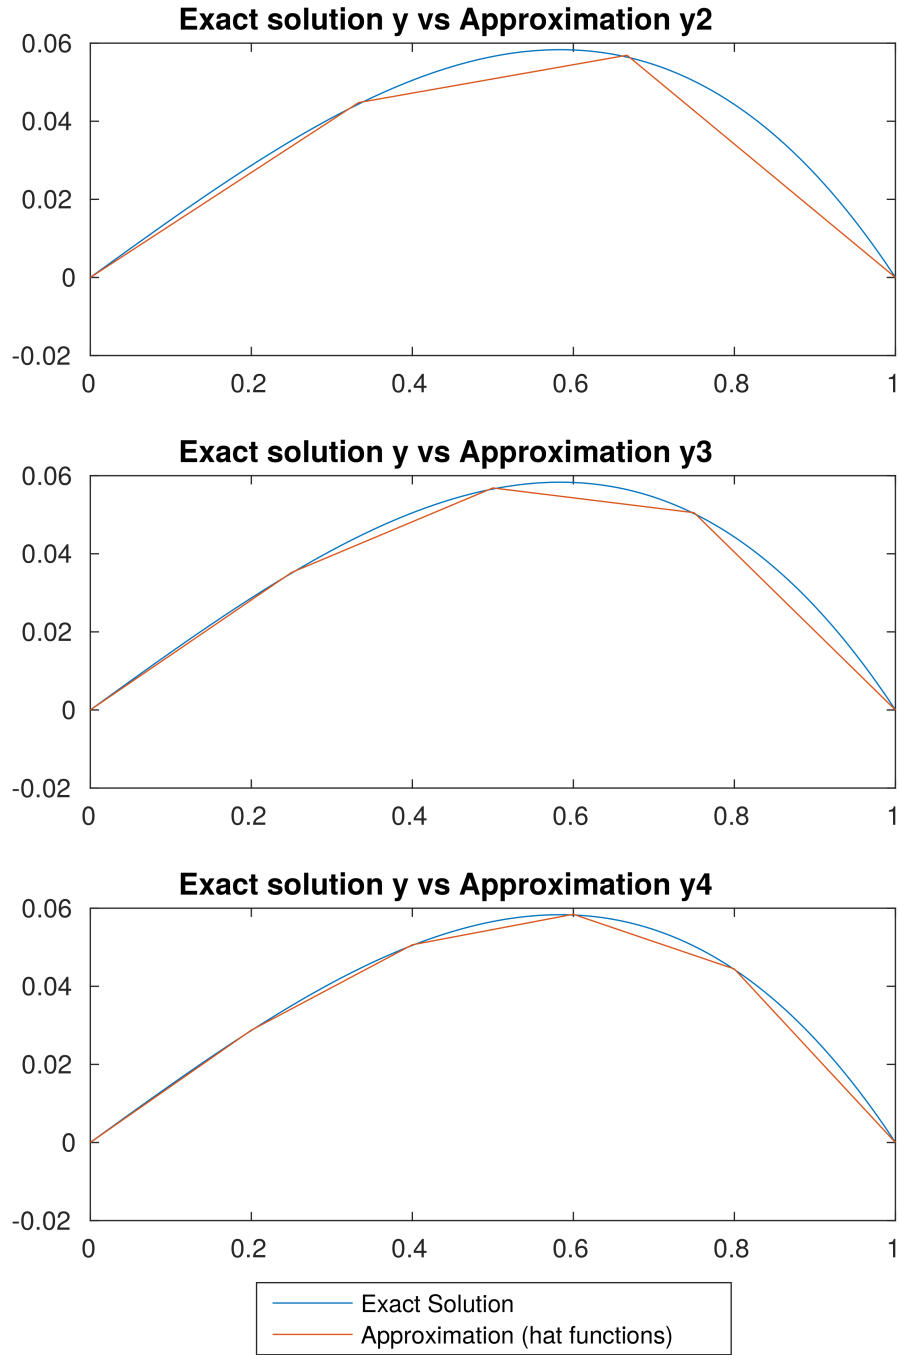 Exact solution y vs Approximation y2
0.06
0.04
0.02
0
-0.02
0 0.2 0.4 0.6 0.8 1
Exact solution y vs Approximation y3
0.06
0.04
0.02
0
-0.02
0 0.2 0.4 0.6 0.8 1
Exact solution y vs Approximation y4
0.06
0.04
0.02
0
-0.02
0 0.2 0.4 0.6 0.8 1
Exact Solution
Approximation (hat functions)